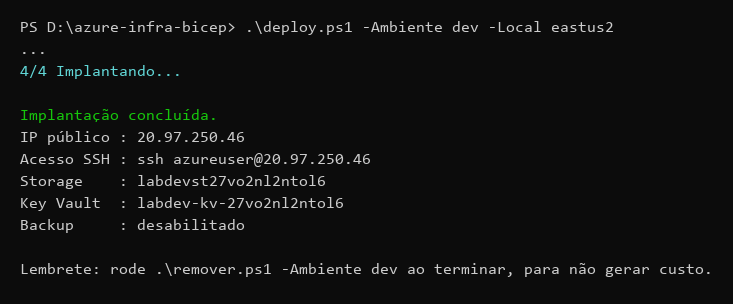 PS D:\azure-infra-bicep> .\deploy.ps1 -Ambiente dev -Local eastus2
...
4/4 Implantando...
Implantação concluída.
IP público : 20.97.250.46
Acesso SSH : ssh azureuser@20.97.250.46
Storage    : labdevst27vo2nl2ntol6
Key Vault  : labdev-kv-27vo2nl2ntol6
Backup     : desabilitado
Lembrete: rode .\remover.ps1 -Ambiente dev ao terminar, para não gerar custo.